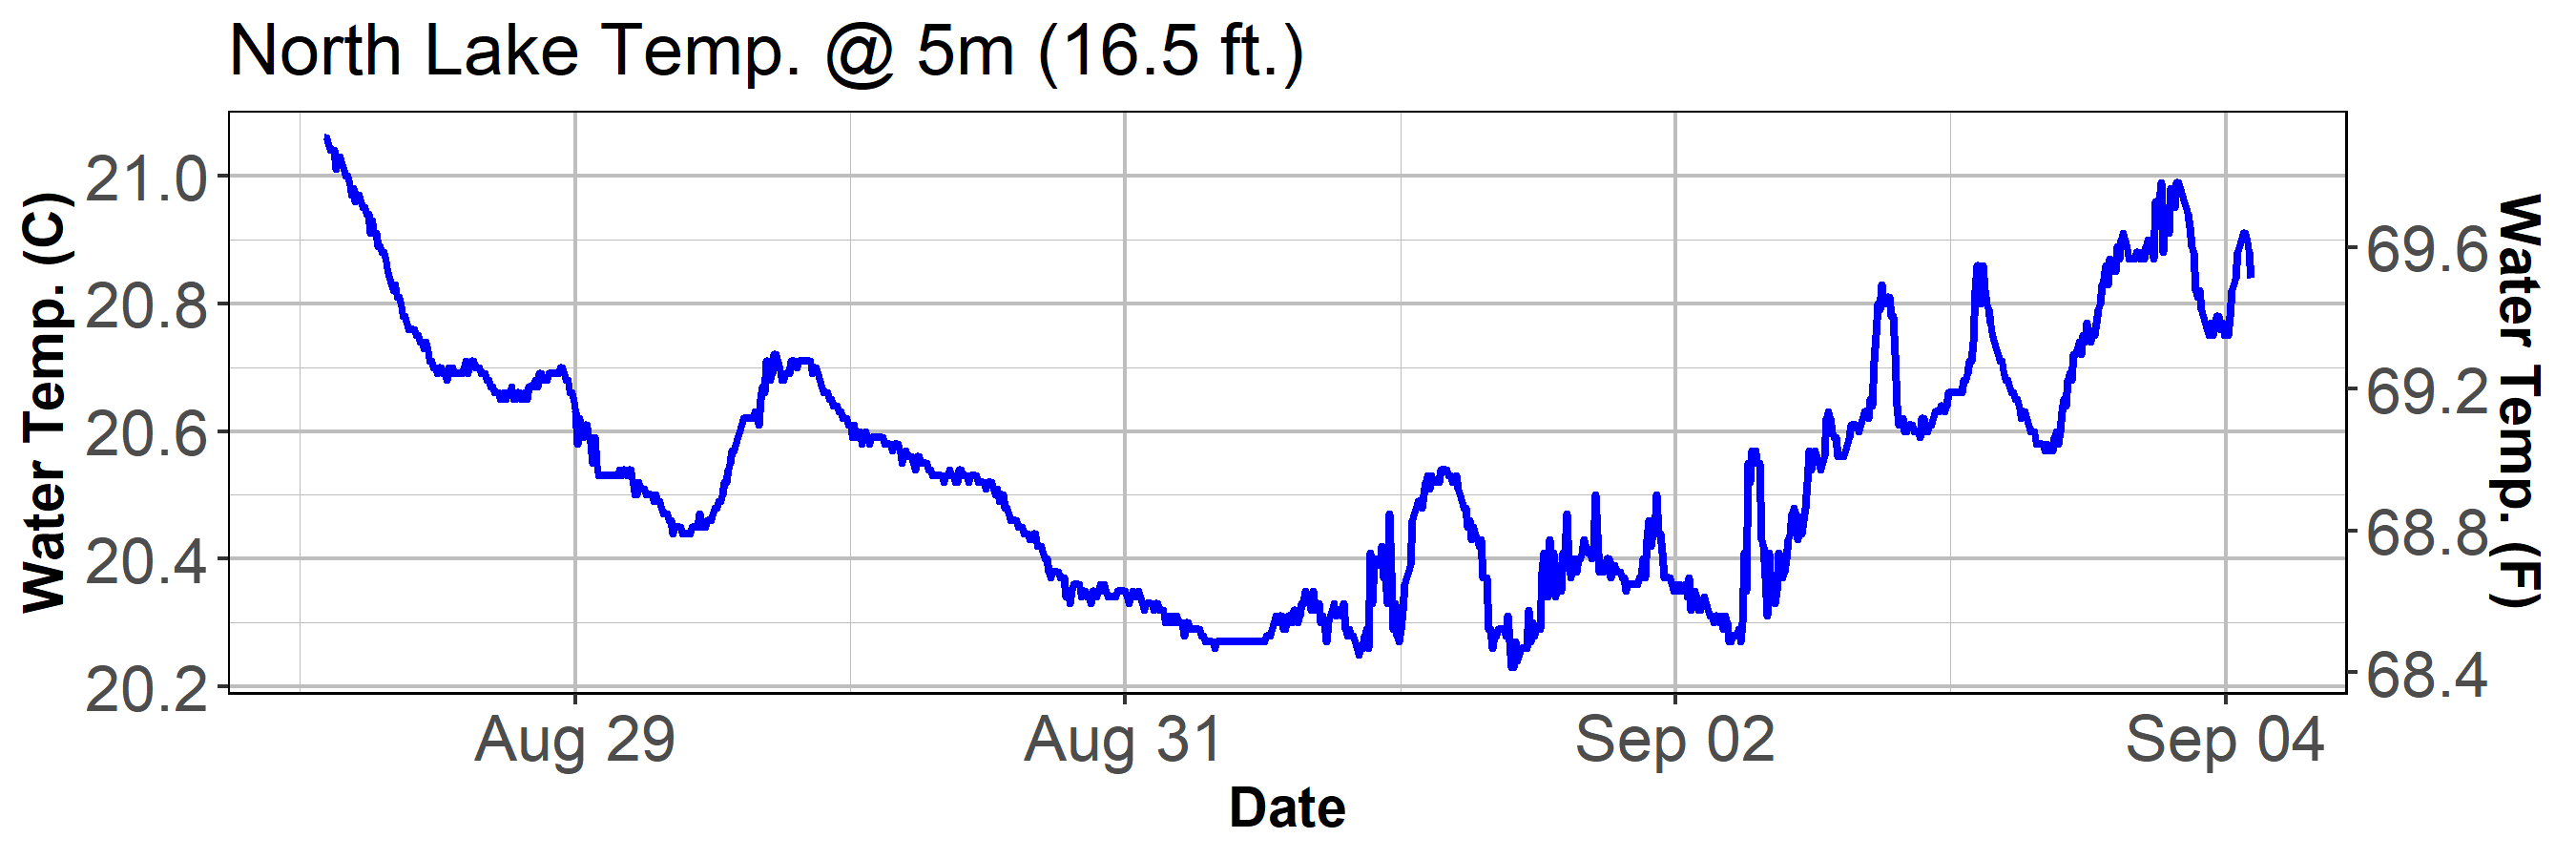 North Lake Temp. @ 5m (16.5 ft.)
Water Temp. (C)
21.0
20.8
20.6
20.4
20.2
69.6
69.2
68.8
68.4
Water Temp. (F)
Aug 29 Aug 31 Sep 02 Sep 04
Date